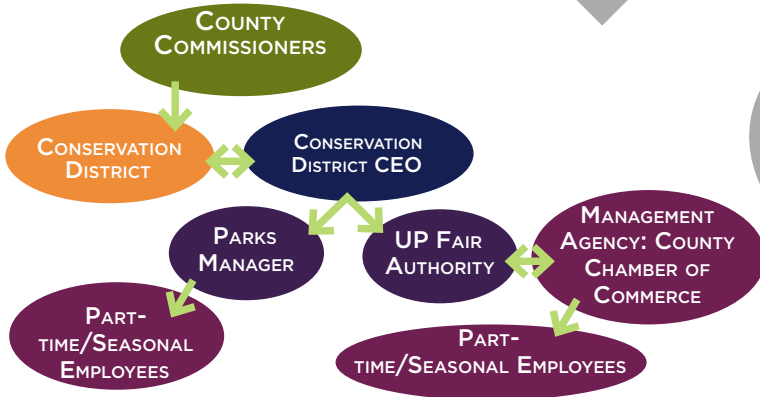 County
Commissioners
Conservation
District
Conservation
District CEO
Parks
Manager
UP Fair
Authority
Management
Agency: County
Chamber of
Commerce
Part-
time/Seasonal
Employees
Part-
time/Seasonal Employees